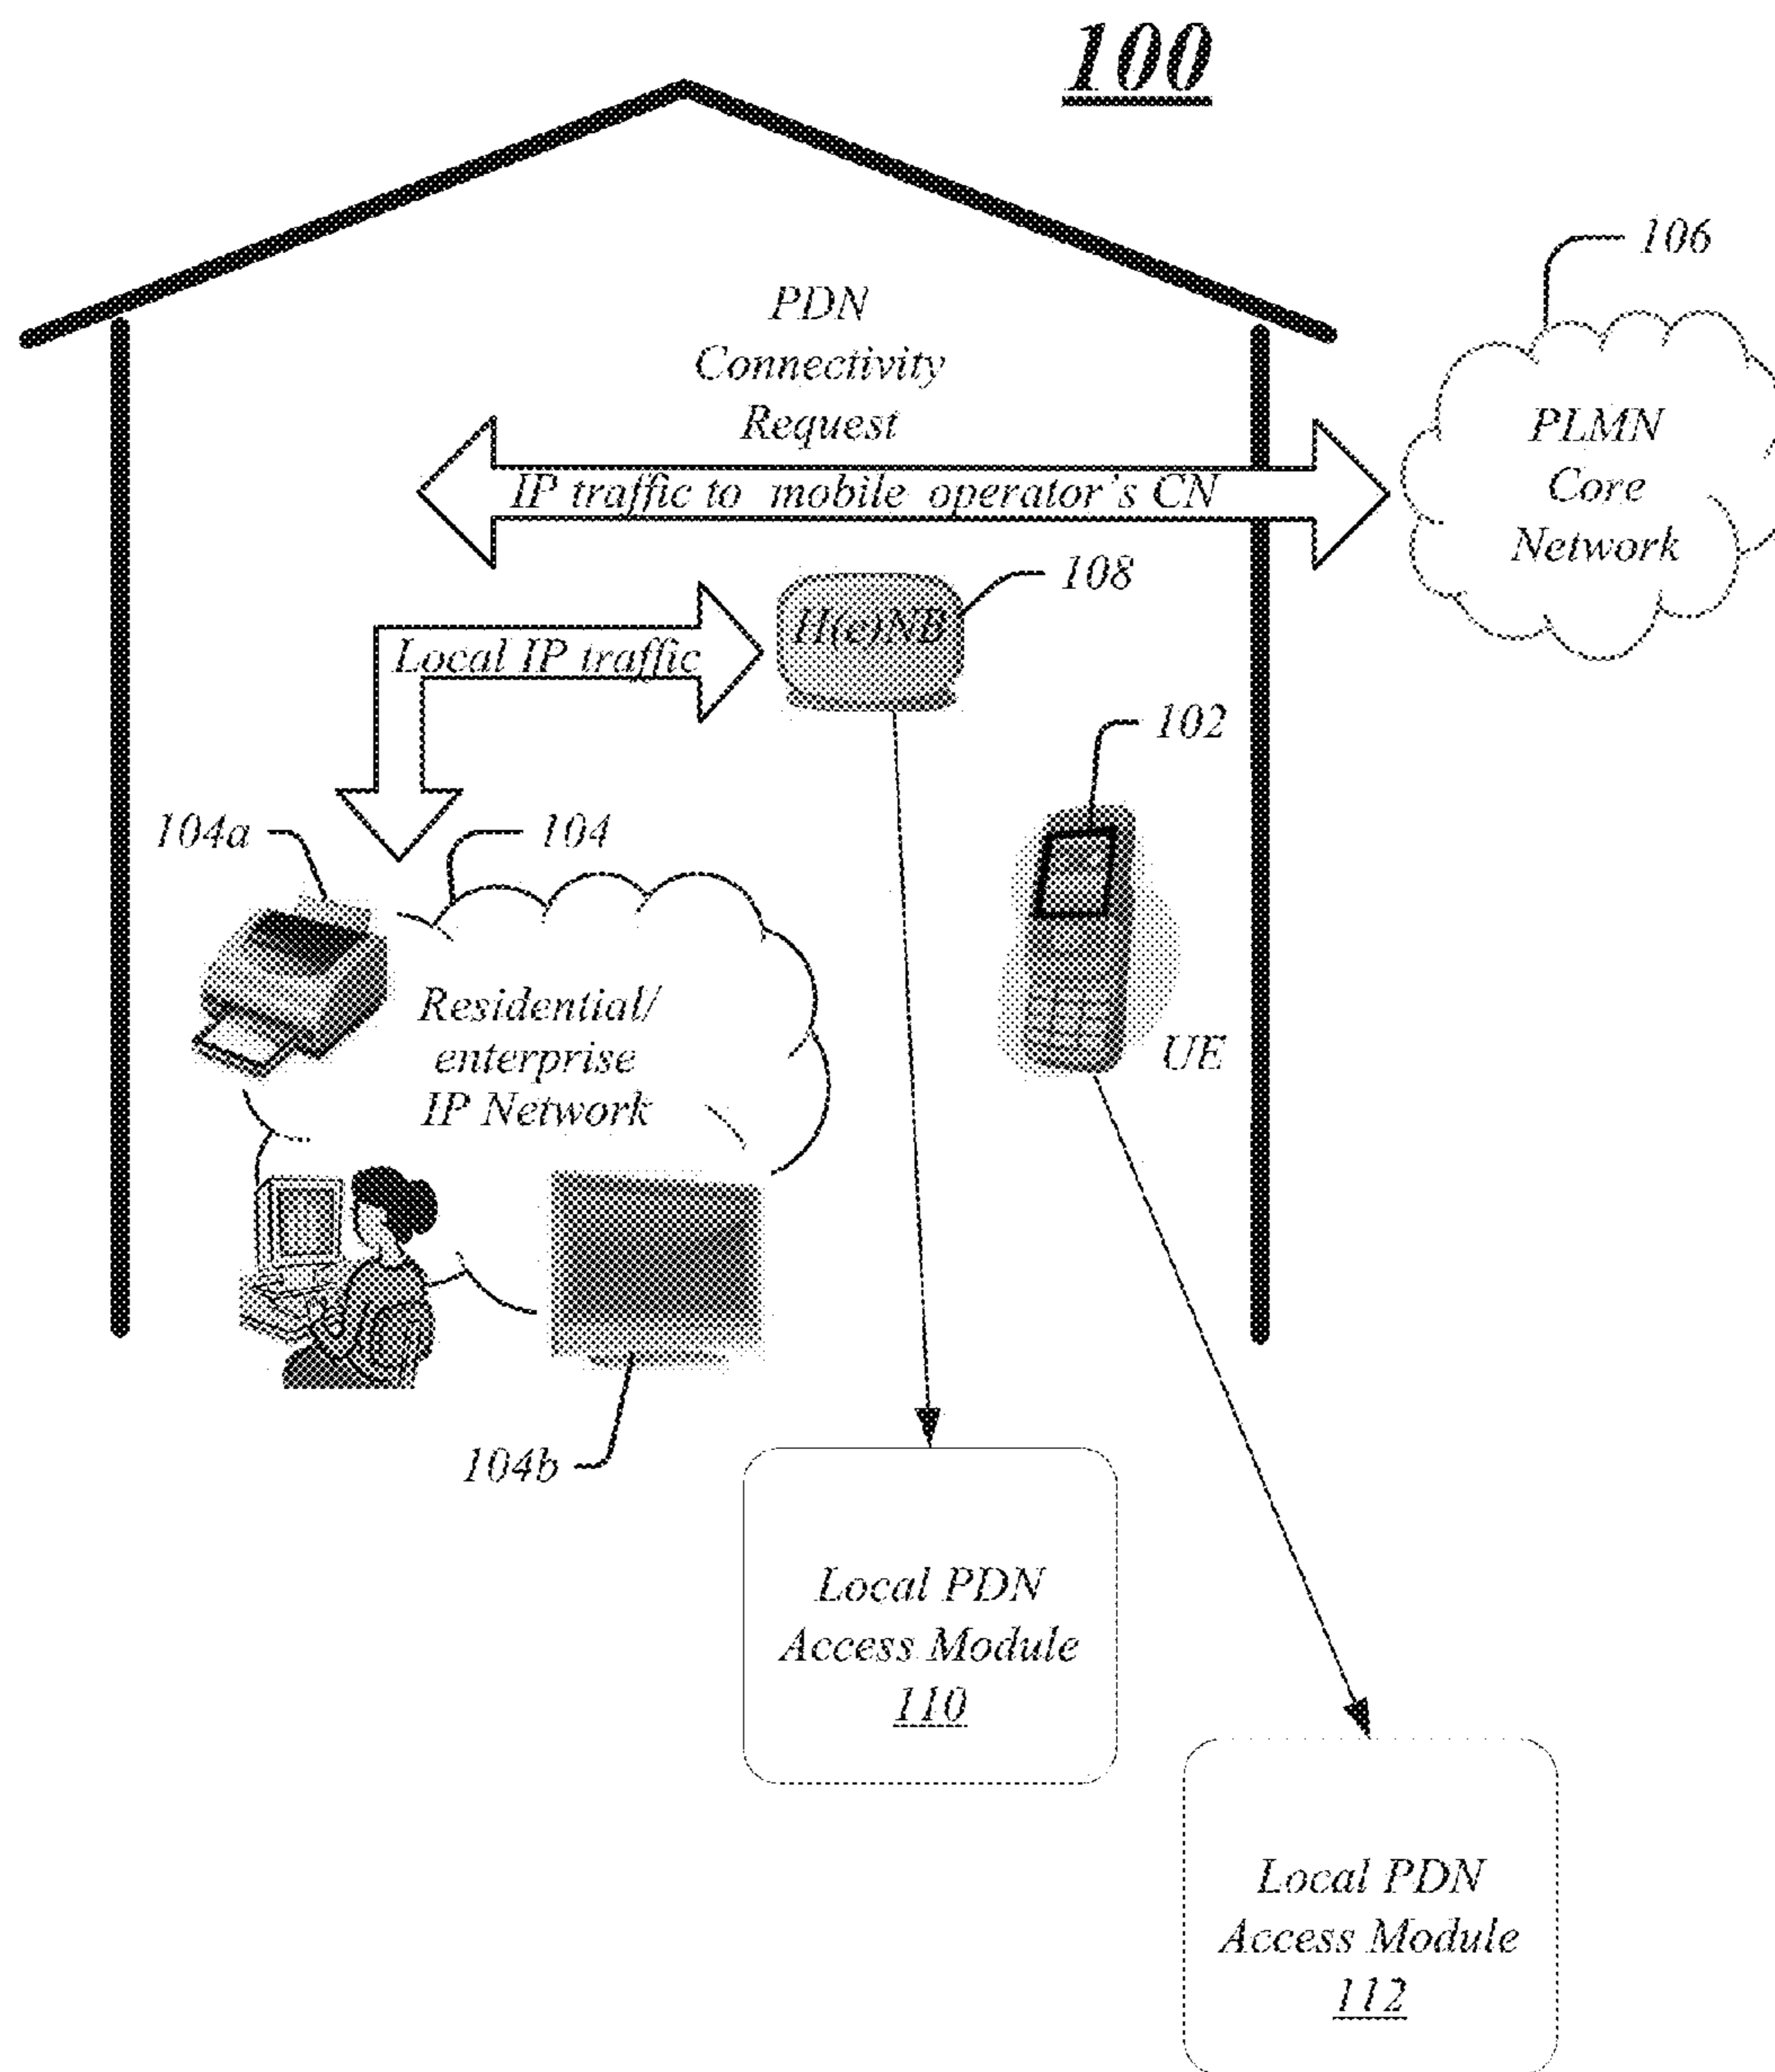 100
106
PDN
Connectivity
Request
IP traffic to mobile operator's CN
PLMN
Core
Network
108
H(e)NB
Local IP traffic
102
104a
104
Residential/
enterprise
IP Network
UE
104b
Local PDN
Access Module
110
Local PDN
Access Module
112